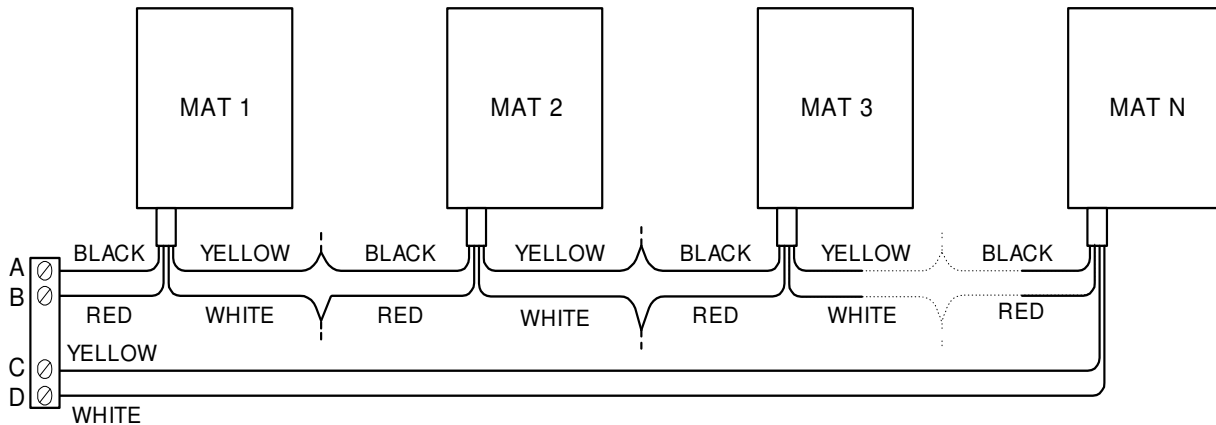 MAT 1
MAT 2
MAT 3
MAT N
A BLACK YELLOW BLACK YELLOW BLACK YELLOW BLACK
B
RED WHITE RED WHITE RED WHITE RED
YELLOW
C
D
WHITE